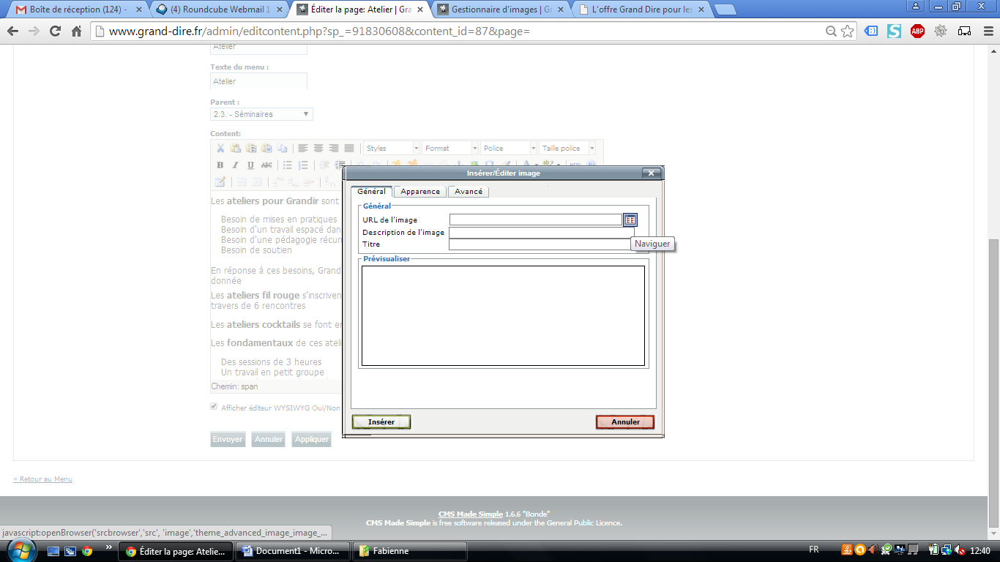 Boîte de réception (124) -
(4) Roundcube Webmail 1
Éditer la page: Atelier | Gra
Gestionnaire d'images | Gr
L'offre Grand Dire pour les
www.grand-dire.fr/admin/editcontent.php?sp_=91830608&content_id=87&page=
ABP
Atelier
Texte du menu :
Atelier
Parent :
2.3. - Séminaires
Content:
Styles Format Police Taille police
B I U ABC
Insérer/Éditer image
Général Apparence Avancé
Général
URL de l'image
Description de l'image
Titre
Naviguer
Prévisualiser
Insérer Annuler
Les ateliers pour Grandir sont
Besoin de mises en pratiques
Besoin d'un travail espacé dan
Besoin d'une pédagogie récur
Besoin de soutien
En réponse à ces besoins, Grand
donnée
Les ateliers fil rouge s'inscriven
travers de 6 rencontres
Les ateliers cocktails se font en
Les fondamentaux de ces ateli
Des sessions de 3 heures
Un travail en petit groupe
Chemin: span
Afficher éditeur WYSIWYG Oui/Non
Envoyer Annuler Appliquer
« Retour au Menu
CMS Made Simple 1.6.6 "Bonde"
CMS Made Simple is free software released under the General Public Licence.
javascript:openBrowser('srcbrowser','src', 'image','theme_advanced_image_image_...
Éditer la page: Atelie...
Document1 - Micro...
Fabienne
FR
12:40